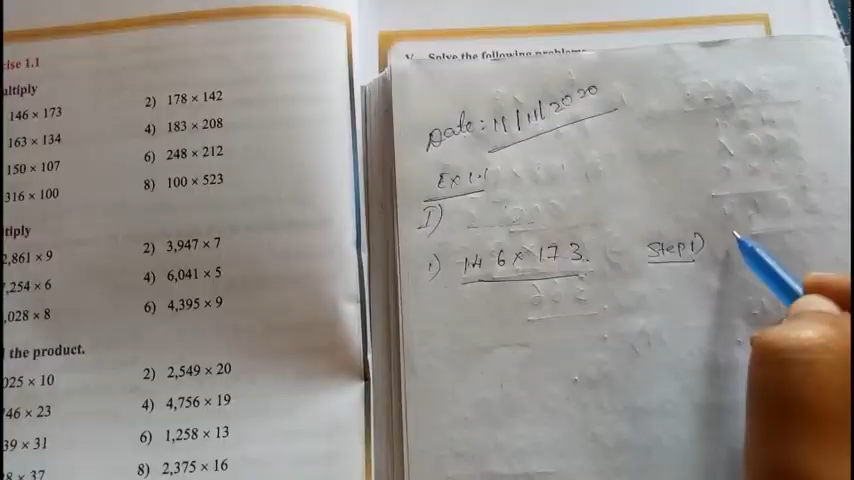 cise 1.1
ultiply
146 × 173
2) 178 × 142
163 × 134
4) 183 × 208
150 × 107
6) 248 × 212
316 × 100
8) 100 × 523
tiply
2,861 × 9
2) 3,947 × 7
,254 × 6
4) 6,041 × 5
,028 × 8
6) 4,395 × 9
the product.
025 × 10
2) 2,549 × 20
746 × 23
4) 4,756 × 19
39 × 31
6) 1,258 × 13
8 × 37
8) 2,375 × 16
V Solve the following problems
Date: 11/11/2020
Ex 1.1
I)
1) 146 × 173.
Step 1)